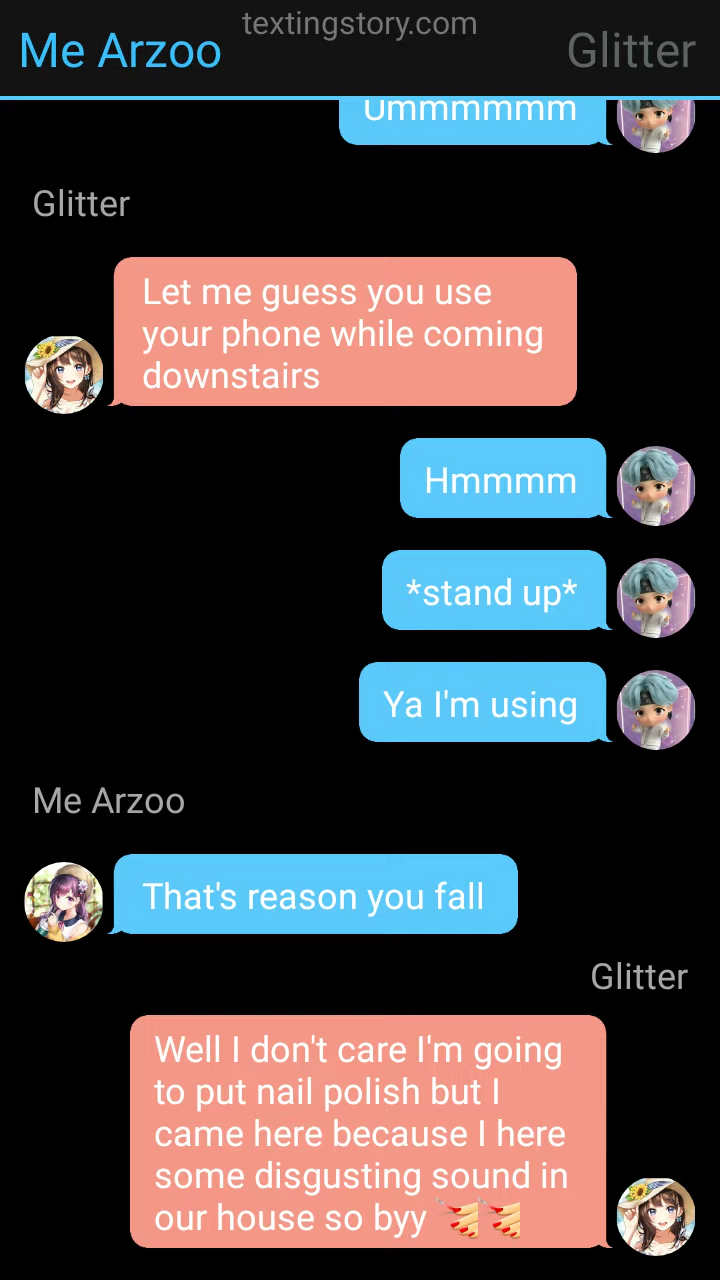 textingstory.com
Me Arzoo
Glitter
Ummmmmm
Glitter
Let me guess you use
your phone while coming
downstairs
Hmmmm
*stand up*
Ya I'm using
Me Arzoo
That's reason you fall
Glitter
Well I don't care I'm going
to put nail polish but I
came here because I here
some disgusting sound in
our house so byy 💅💅